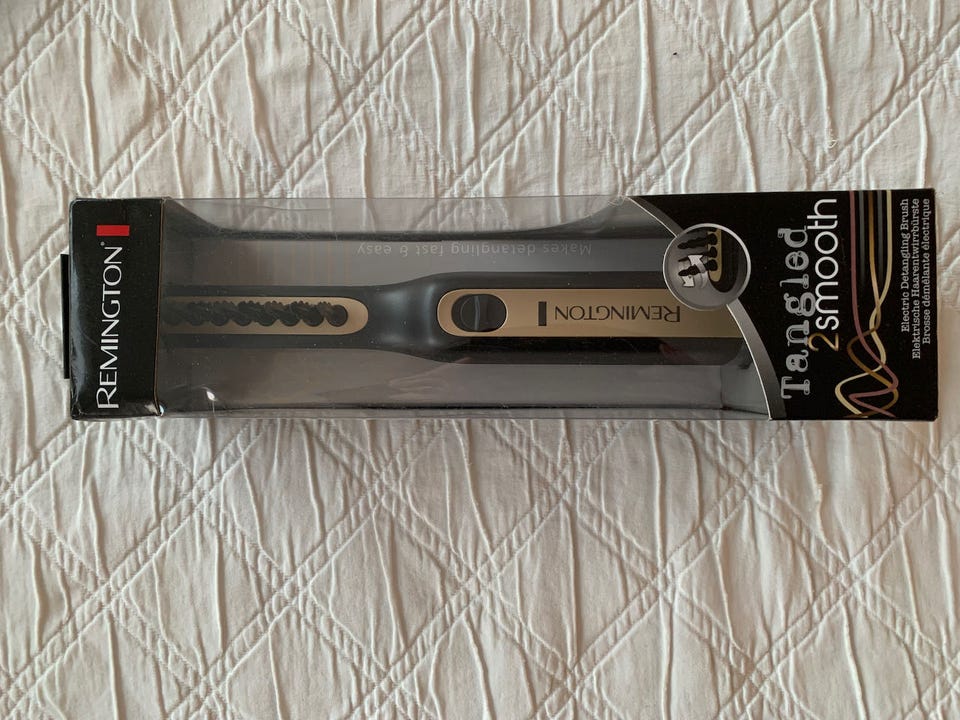 REMINGTON®
Makes detangling fast & easy
REMINGTON
Tangled
2smooth
Electric Detangling Brush
Elektrische Haarentwirrbürste
Brosse démêlante électrique